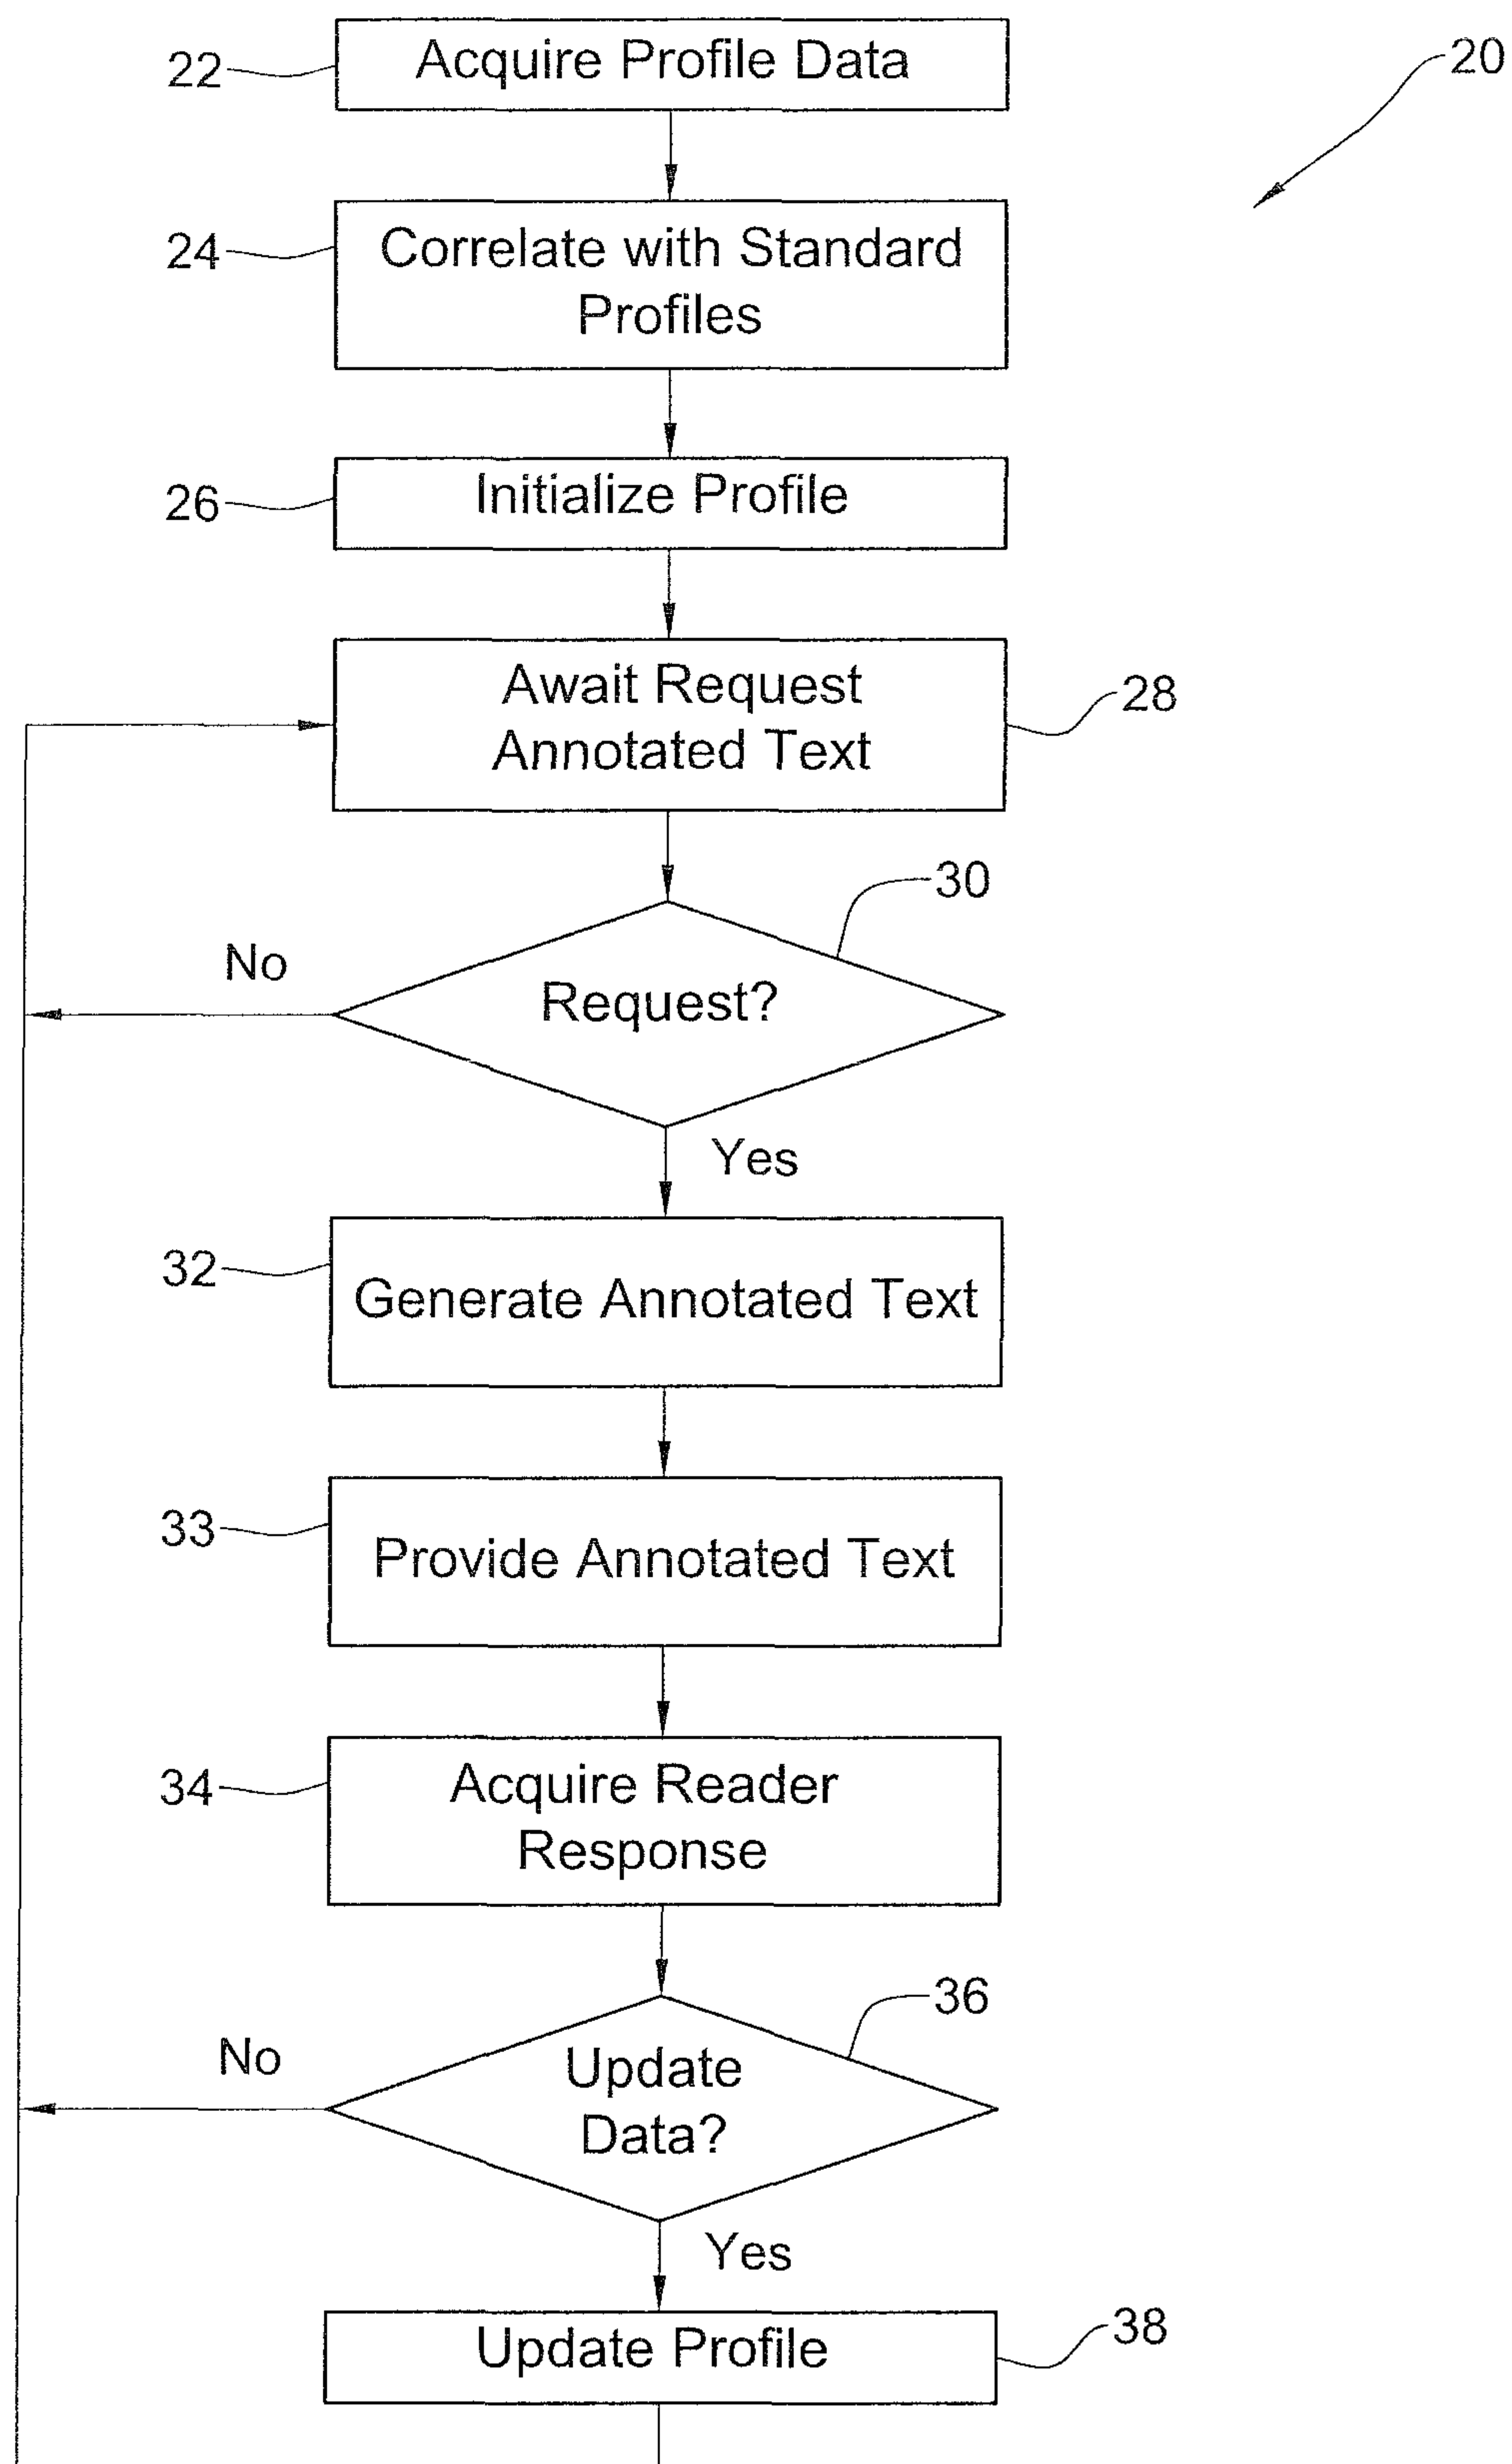 22
Acquire Profile Data
20
24
Correlate with Standard
Profiles
26
Initialize Profile
Await Request
Annotated Text
28
30
No
Request?
Yes
32
Generate Annotated Text
33
Provide Annotated Text
34
Acquire Reader
Response
36
No
Update
Data?
Yes
Update Profile
38